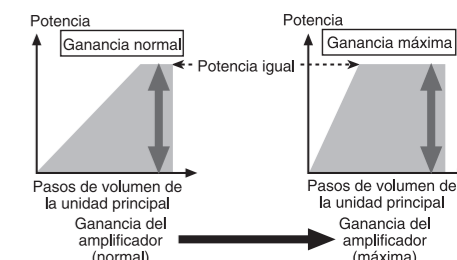 Potencia
Ganancia normal
Potencia igual
Pasos de volumen de
la unidad principal
Ganancia del
amplificador
(normal)
Potencia
Ganancia máxima
Pasos de volumen de
la unidad principal
Ganancia del
amplificador
(máxima)